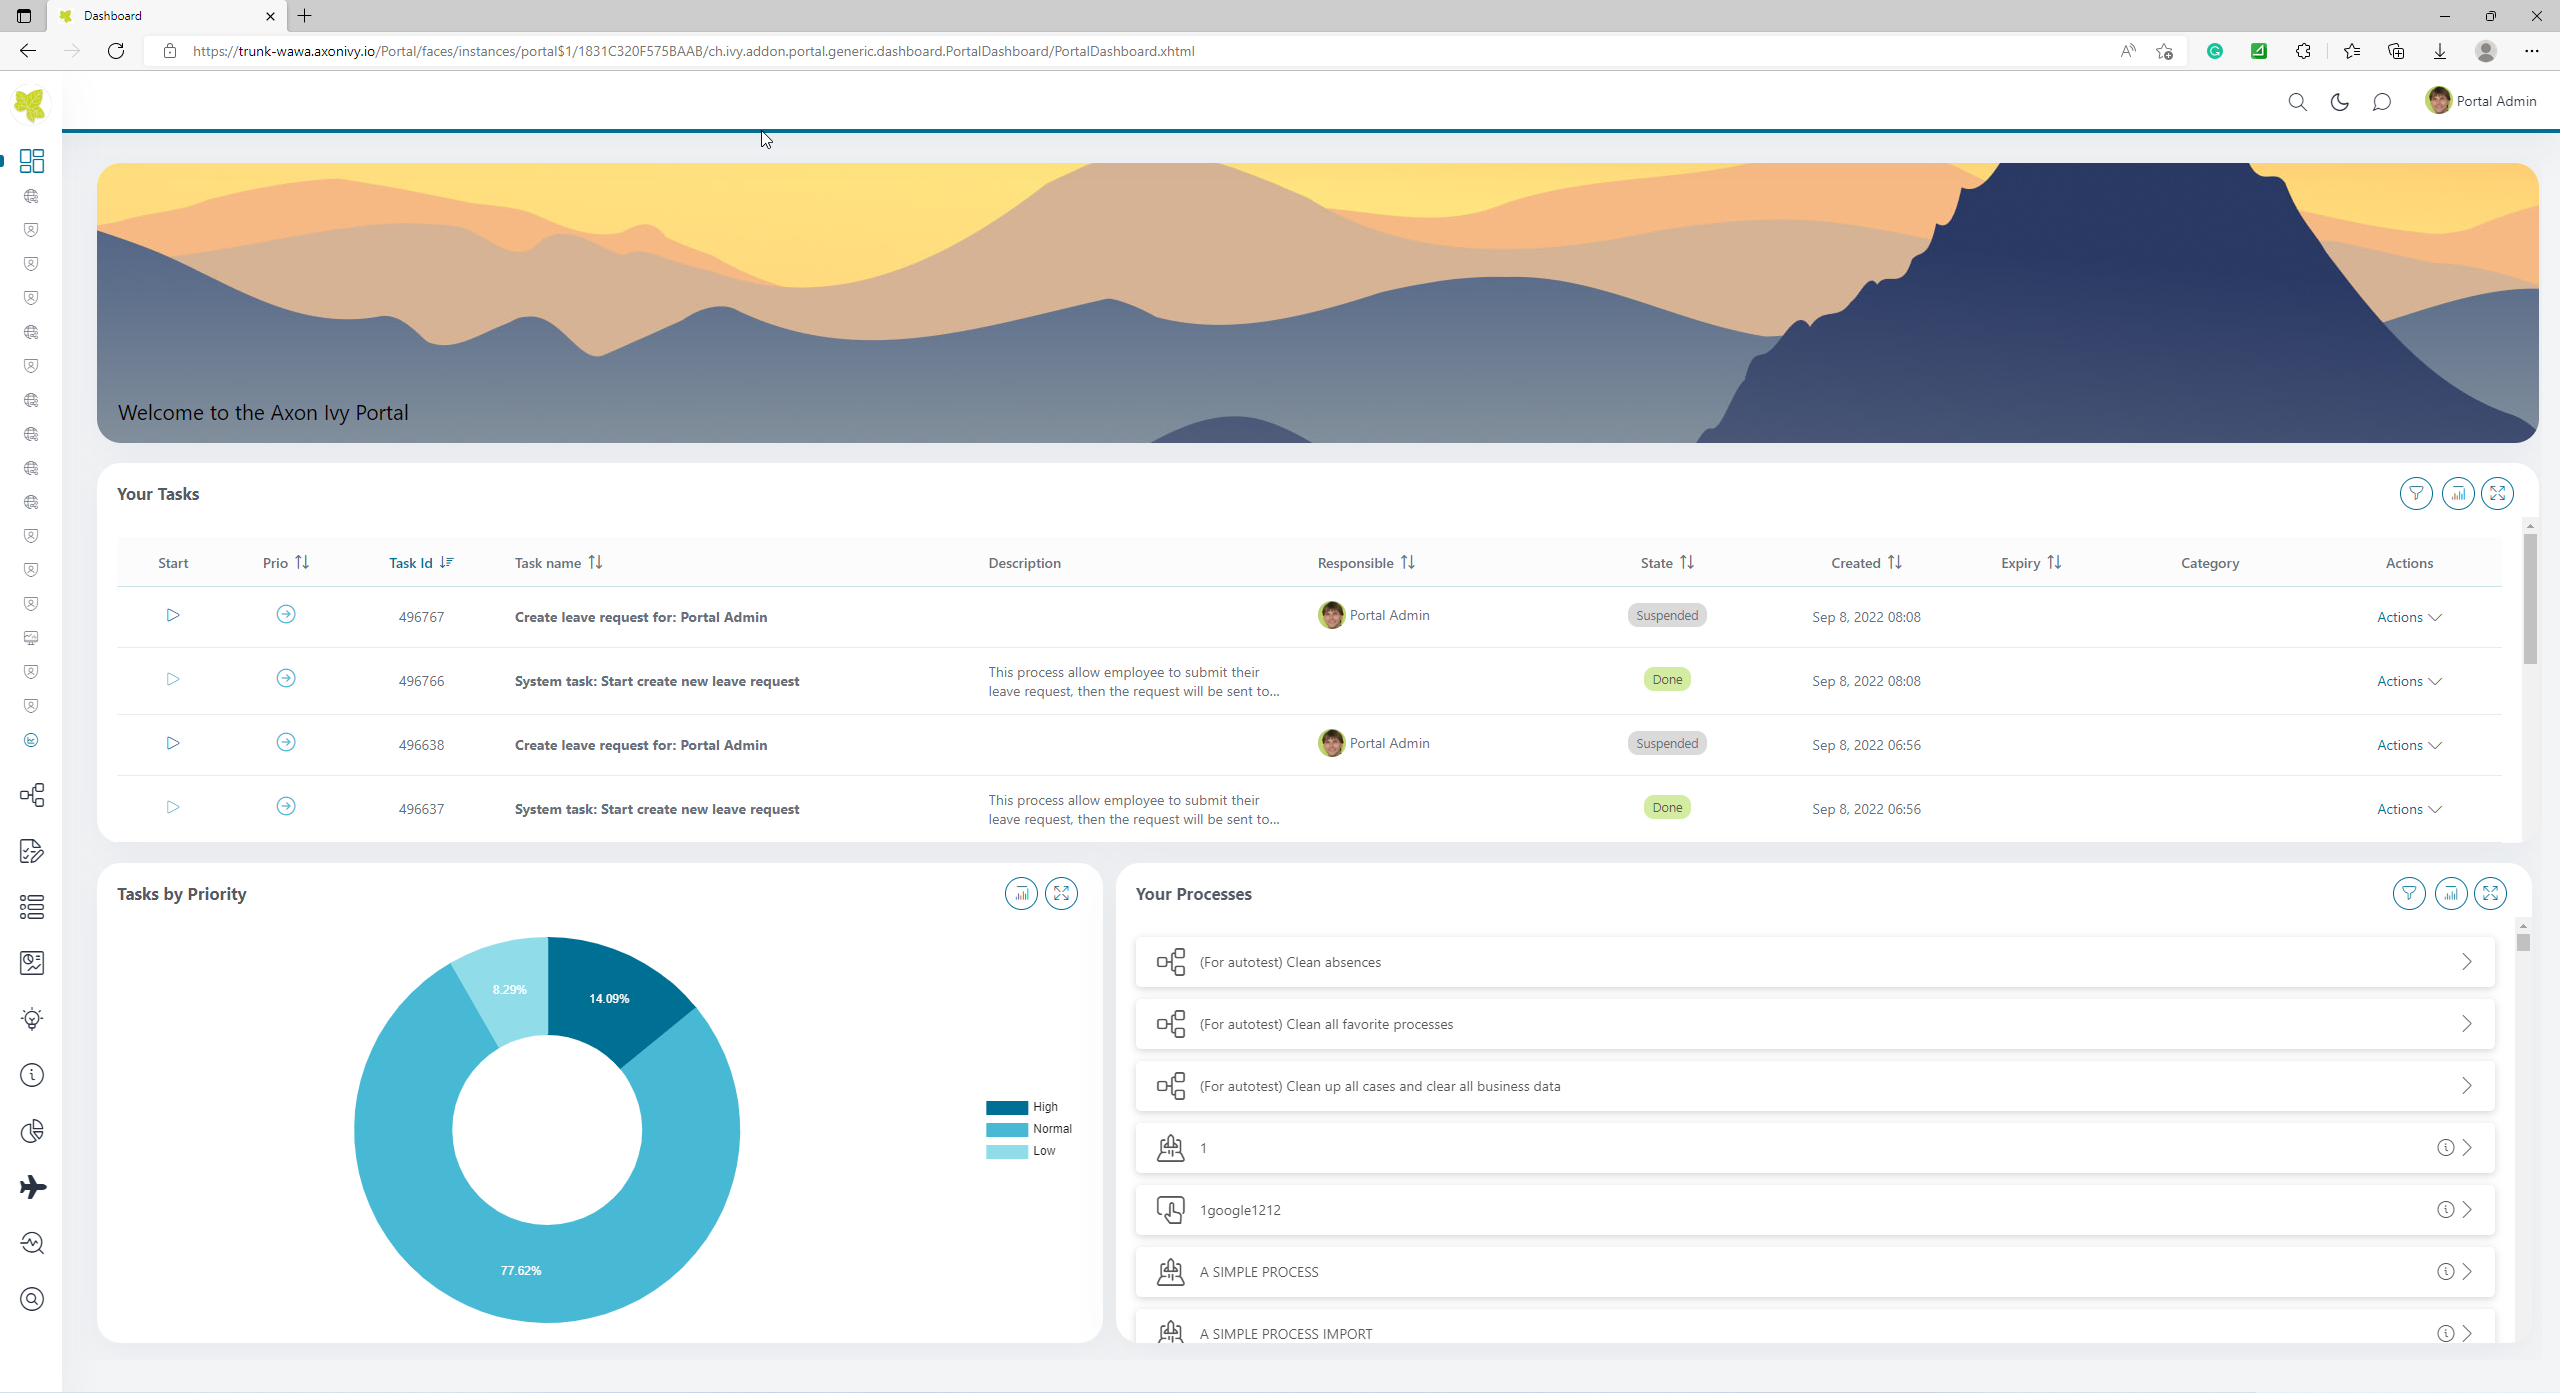 Dashboard
https://trunk-wawa.axonivy.io/Portal/faces/instances/portal$1/1831C320F575BAAB/ch.ivy.addon.portal.generic.dashboard.PortalDashboard/PortalDashboard.xhtml
Portal Admin
Welcome to the Axon Ivy Portal
Your Tasks
Start Prio Task Id Task name Description Responsible State Created Expiry Category Actions
496767 Create leave request for: Portal Admin Portal Admin Suspended Sep 8, 2022 08:08 Actions
496766 System task: Start create new leave request This process allow employee to submit their Done Sep 8, 2022 08:08 Actions
leave request, then the request will be sent to...
496638 Create leave request for: Portal Admin Portal Admin Suspended Sep 8, 2022 06:56 Actions
496637 System task: Start create new leave request This process allow employee to submit their Done Sep 8, 2022 06:56 Actions
leave request, then the request will be sent to...
Tasks by Priority
8.29%
14.09%
77.62%
High
Normal
Low
Your Processes
(For autotest) Clean absences
(For autotest) Clean all favorite processes
(For autotest) Clean up all cases and clear all business data
1
1google1212
A SIMPLE PROCESS
A SIMPLE PROCESS IMPORT